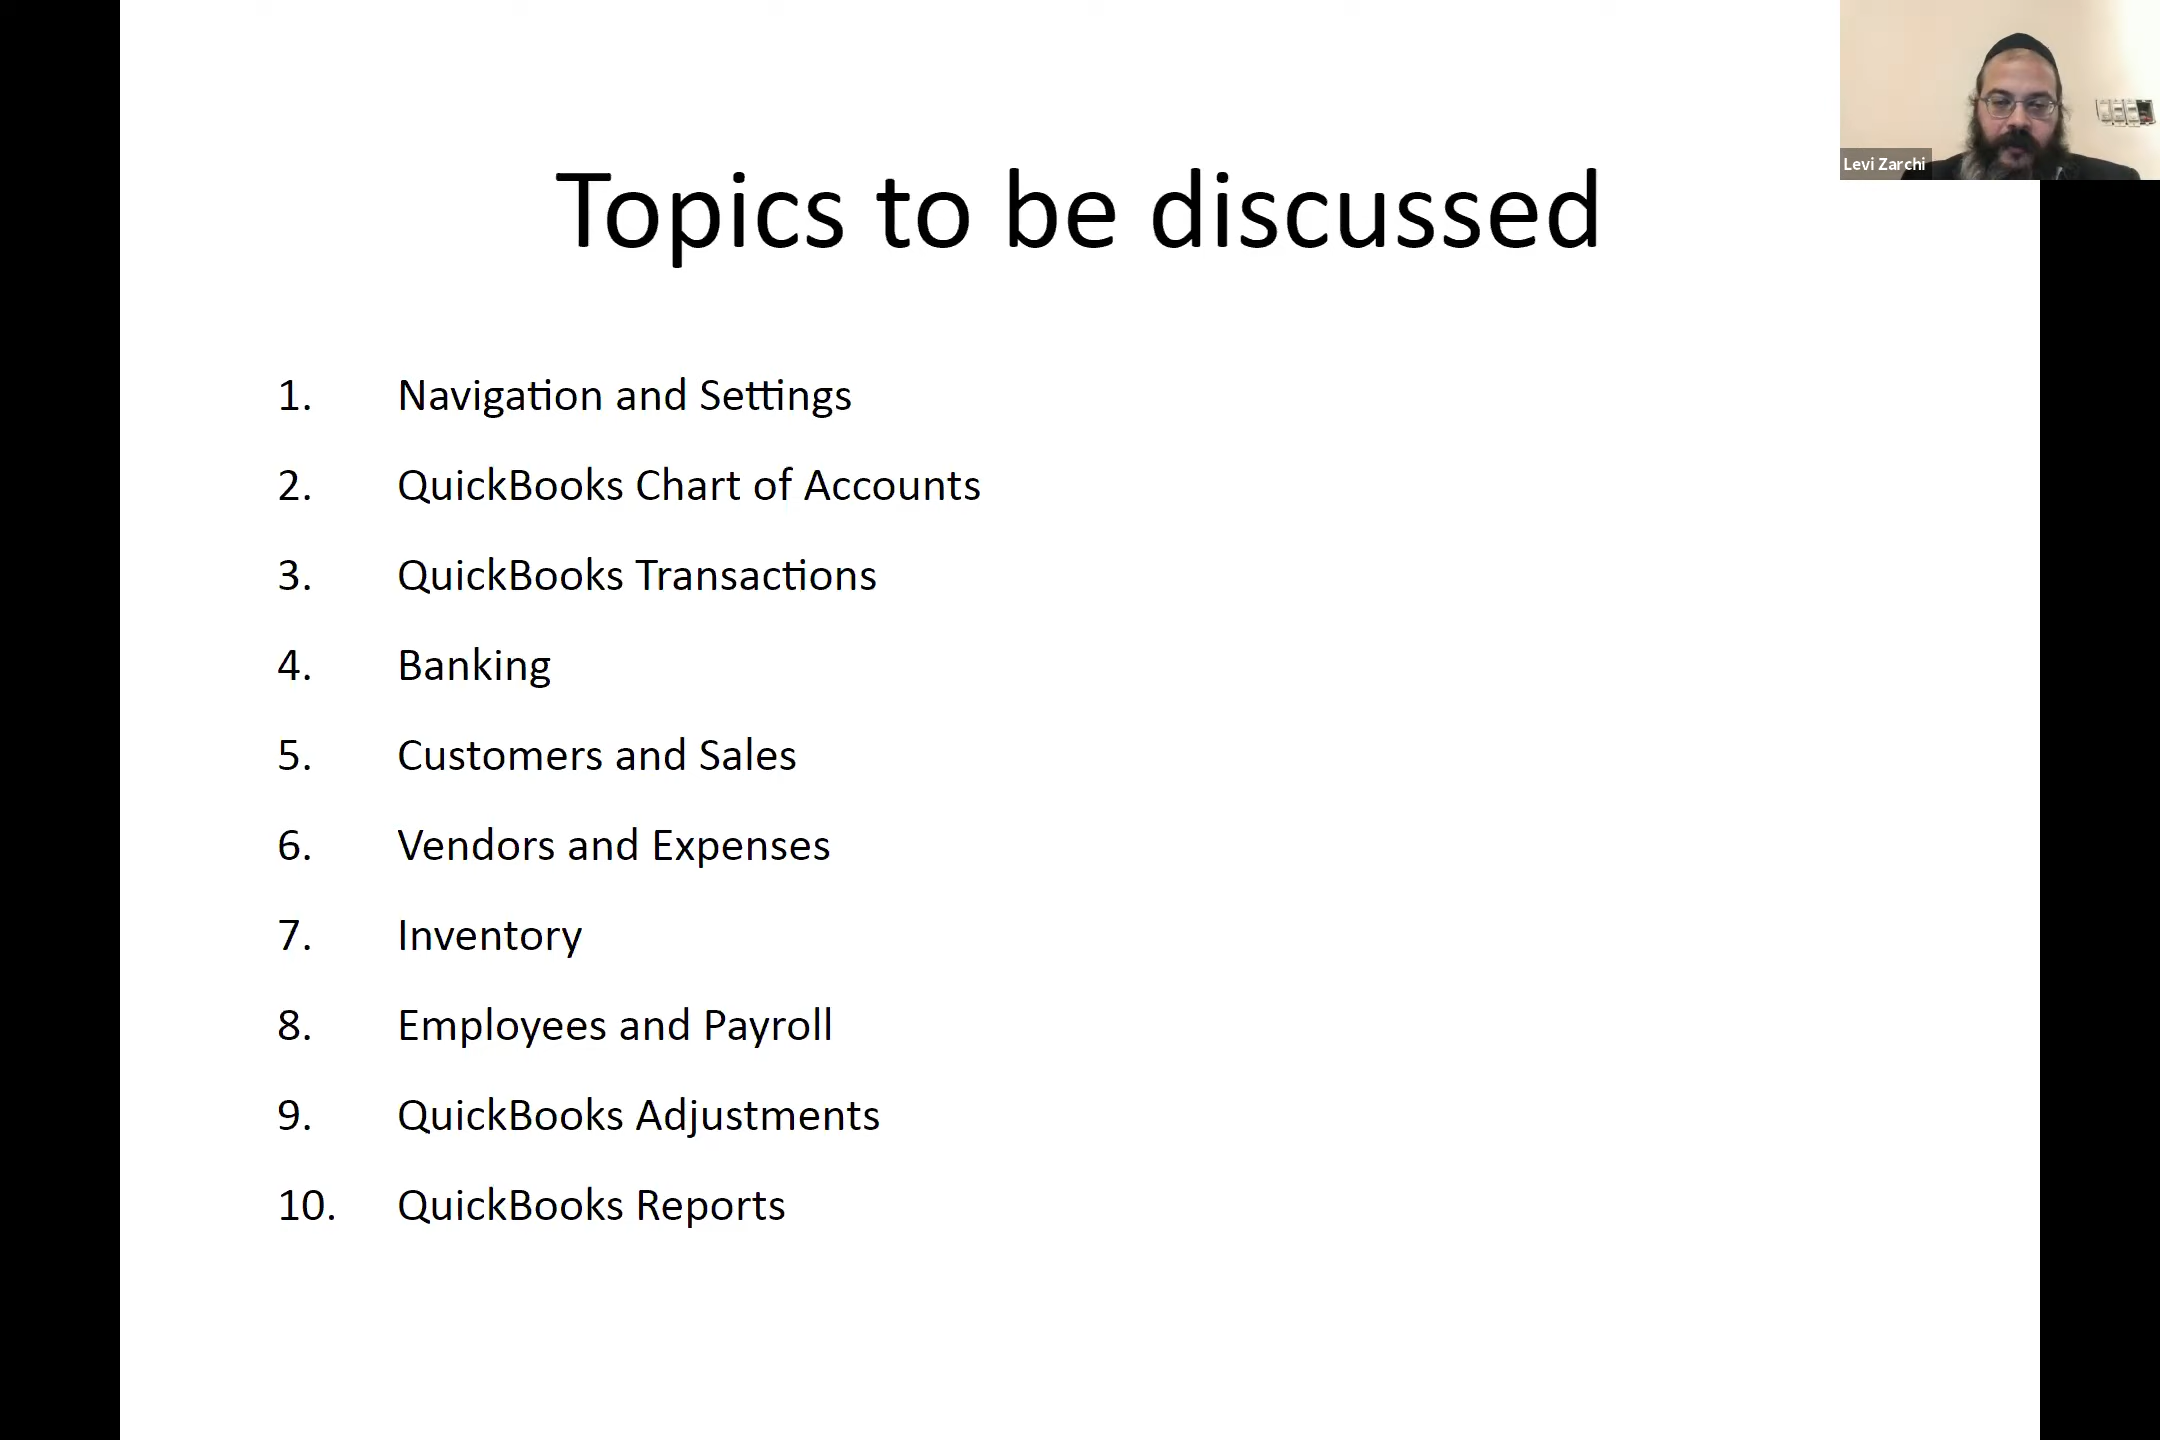 Topics to be discussed
Levi Zarchi
1. Navigation and Settings
2. QuickBooks Chart of Accounts
3. QuickBooks Transactions
4. Banking
5. Customers and Sales
6. Vendors and Expenses
7. Inventory
8. Employees and Payroll
9. QuickBooks Adjustments
10. QuickBooks Reports